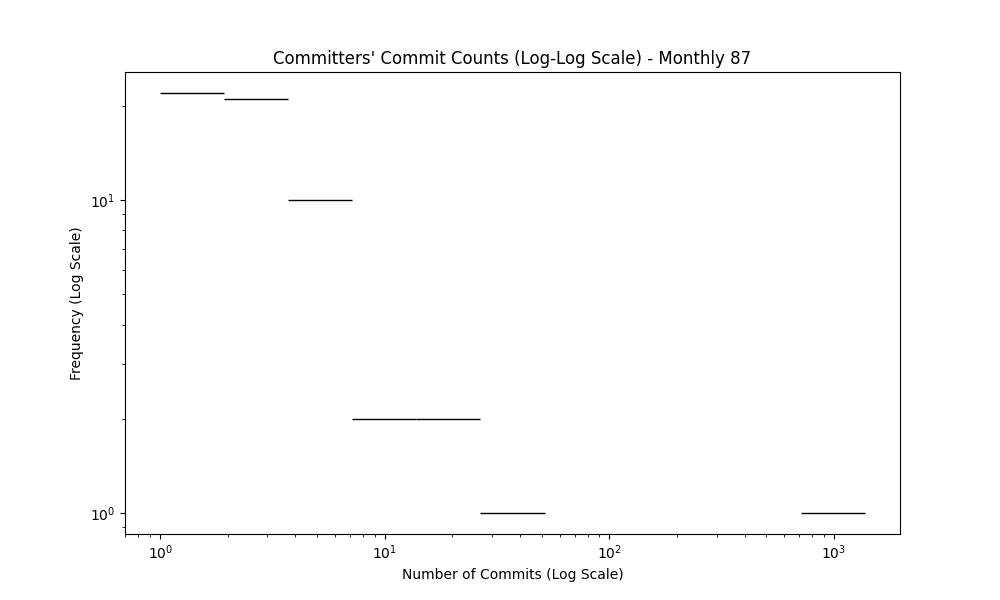 Committers' Commit Counts (Log-Log Scale) - Monthly 87
Frequency (Log Scale)
10¹
10⁰
10⁰ 10¹ 10² 10³
Number of Commits (Log Scale)